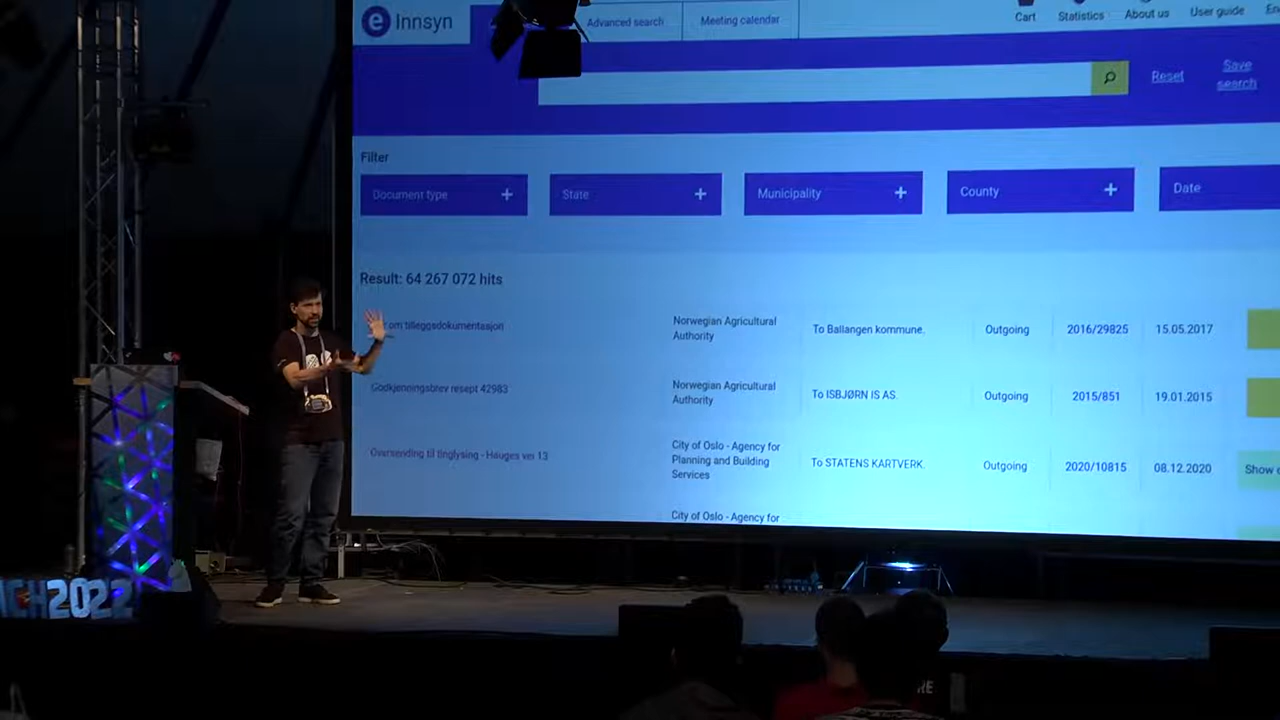 e Innsyn
Advanced search
Meeting calendar
Cart
Statistics
About us
User guide
Reset
Save
search
Filter
Document type +
State +
Municipality +
County +
Date
Result: 64 267 072 hits
om tilleggsdokumentasjon
Norwegian Agricultural
Authority
To Ballangen kommune.
Outgoing
2016/29825
15.05.2017
Godkjenningsbrev resept 42983
Norwegian Agricultural
Authority
To ISBJØRN IS AS.
Outgoing
2015/851
19.01.2015
Oversending til tinglysing - Hauges vei 13
City of Oslo - Agency for
Planning and Building
Services
To STATENS KARTVERK.
Outgoing
2020/10815
08.12.2020
Show
City of Oslo - Agency for
MCH2022